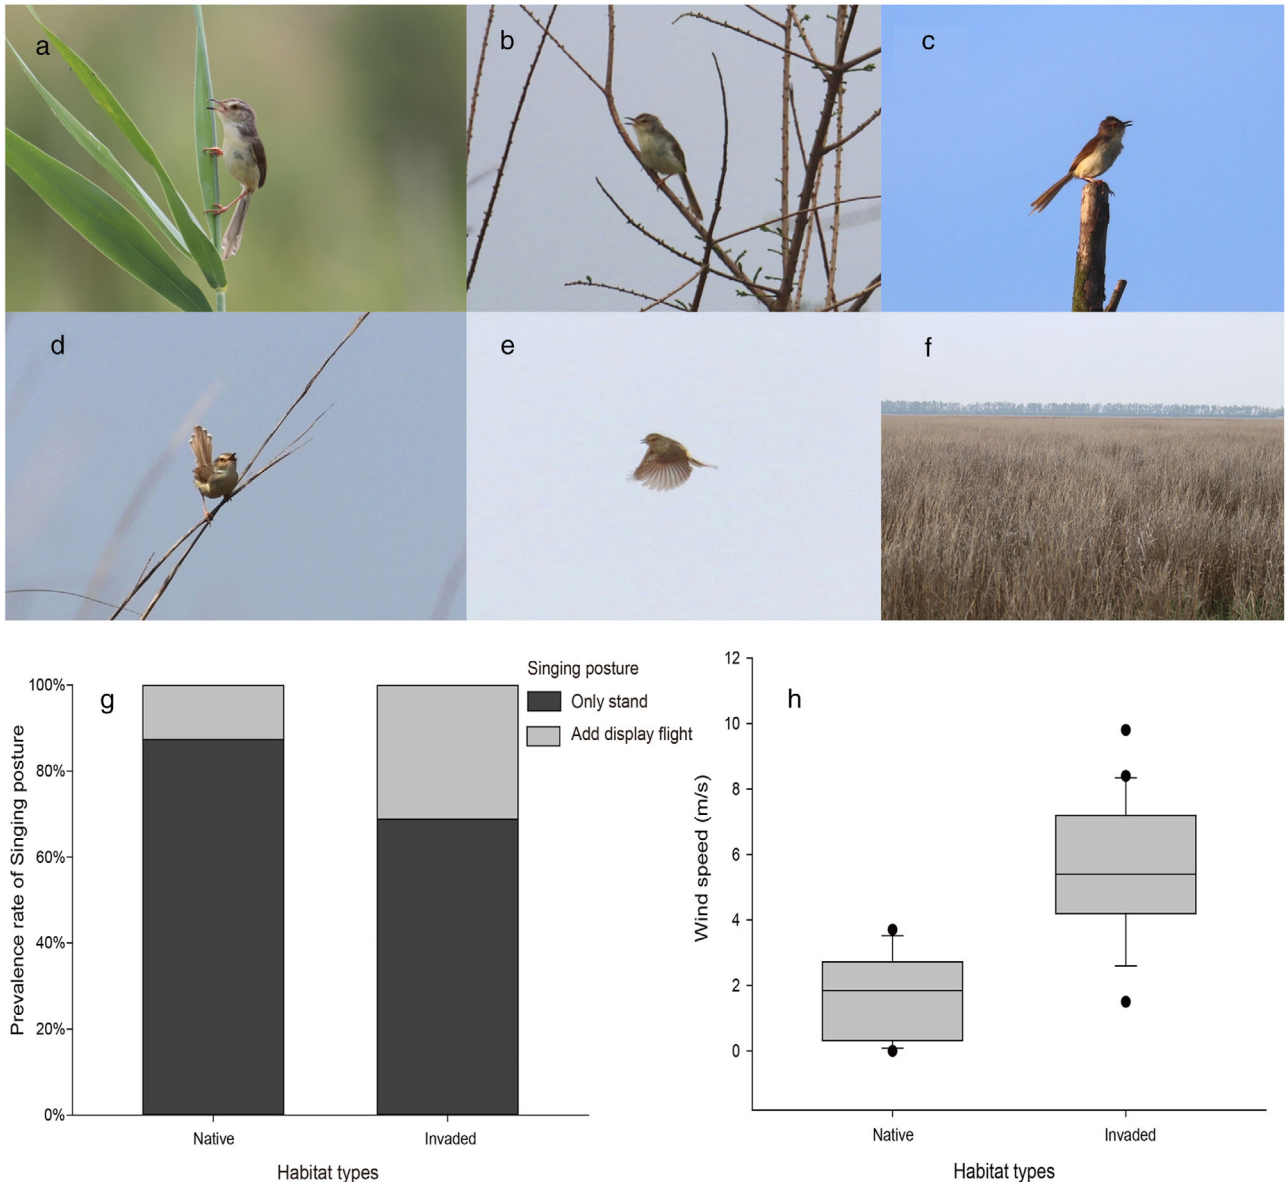 a
b
c
d
e
f
g
Singing posture
Only stand
Add display flight
Prevalence rate of Singing posture
100%
80%
60%
40%
20%
0%
Native
Invaded
Habitat types
h
Wind speed (m/s)
12
10
8
6
4
2
0
Native
Invaded
Habitat types